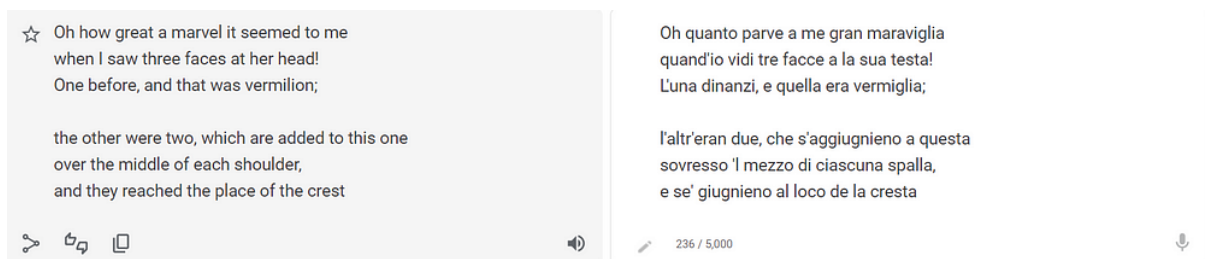 Oh how great a marvel it seemed to me
when I saw three faces at her head!
One before, and that was vermilion;
the other were two, which are added to this one
over the middle of each shoulder,
and they reached the place of the crest
Oh quanto parve a me gran maraviglia
quand'io vidi tre facce a la sua testa!
L'una dinanzi, e quella era vermiglia;
l'altr'eran due, che s'aggiugnieno a questa
sovresso 'l mezzo di ciascuna spalla,
e se' giugnieno al loco de la cresta
236 / 5,000